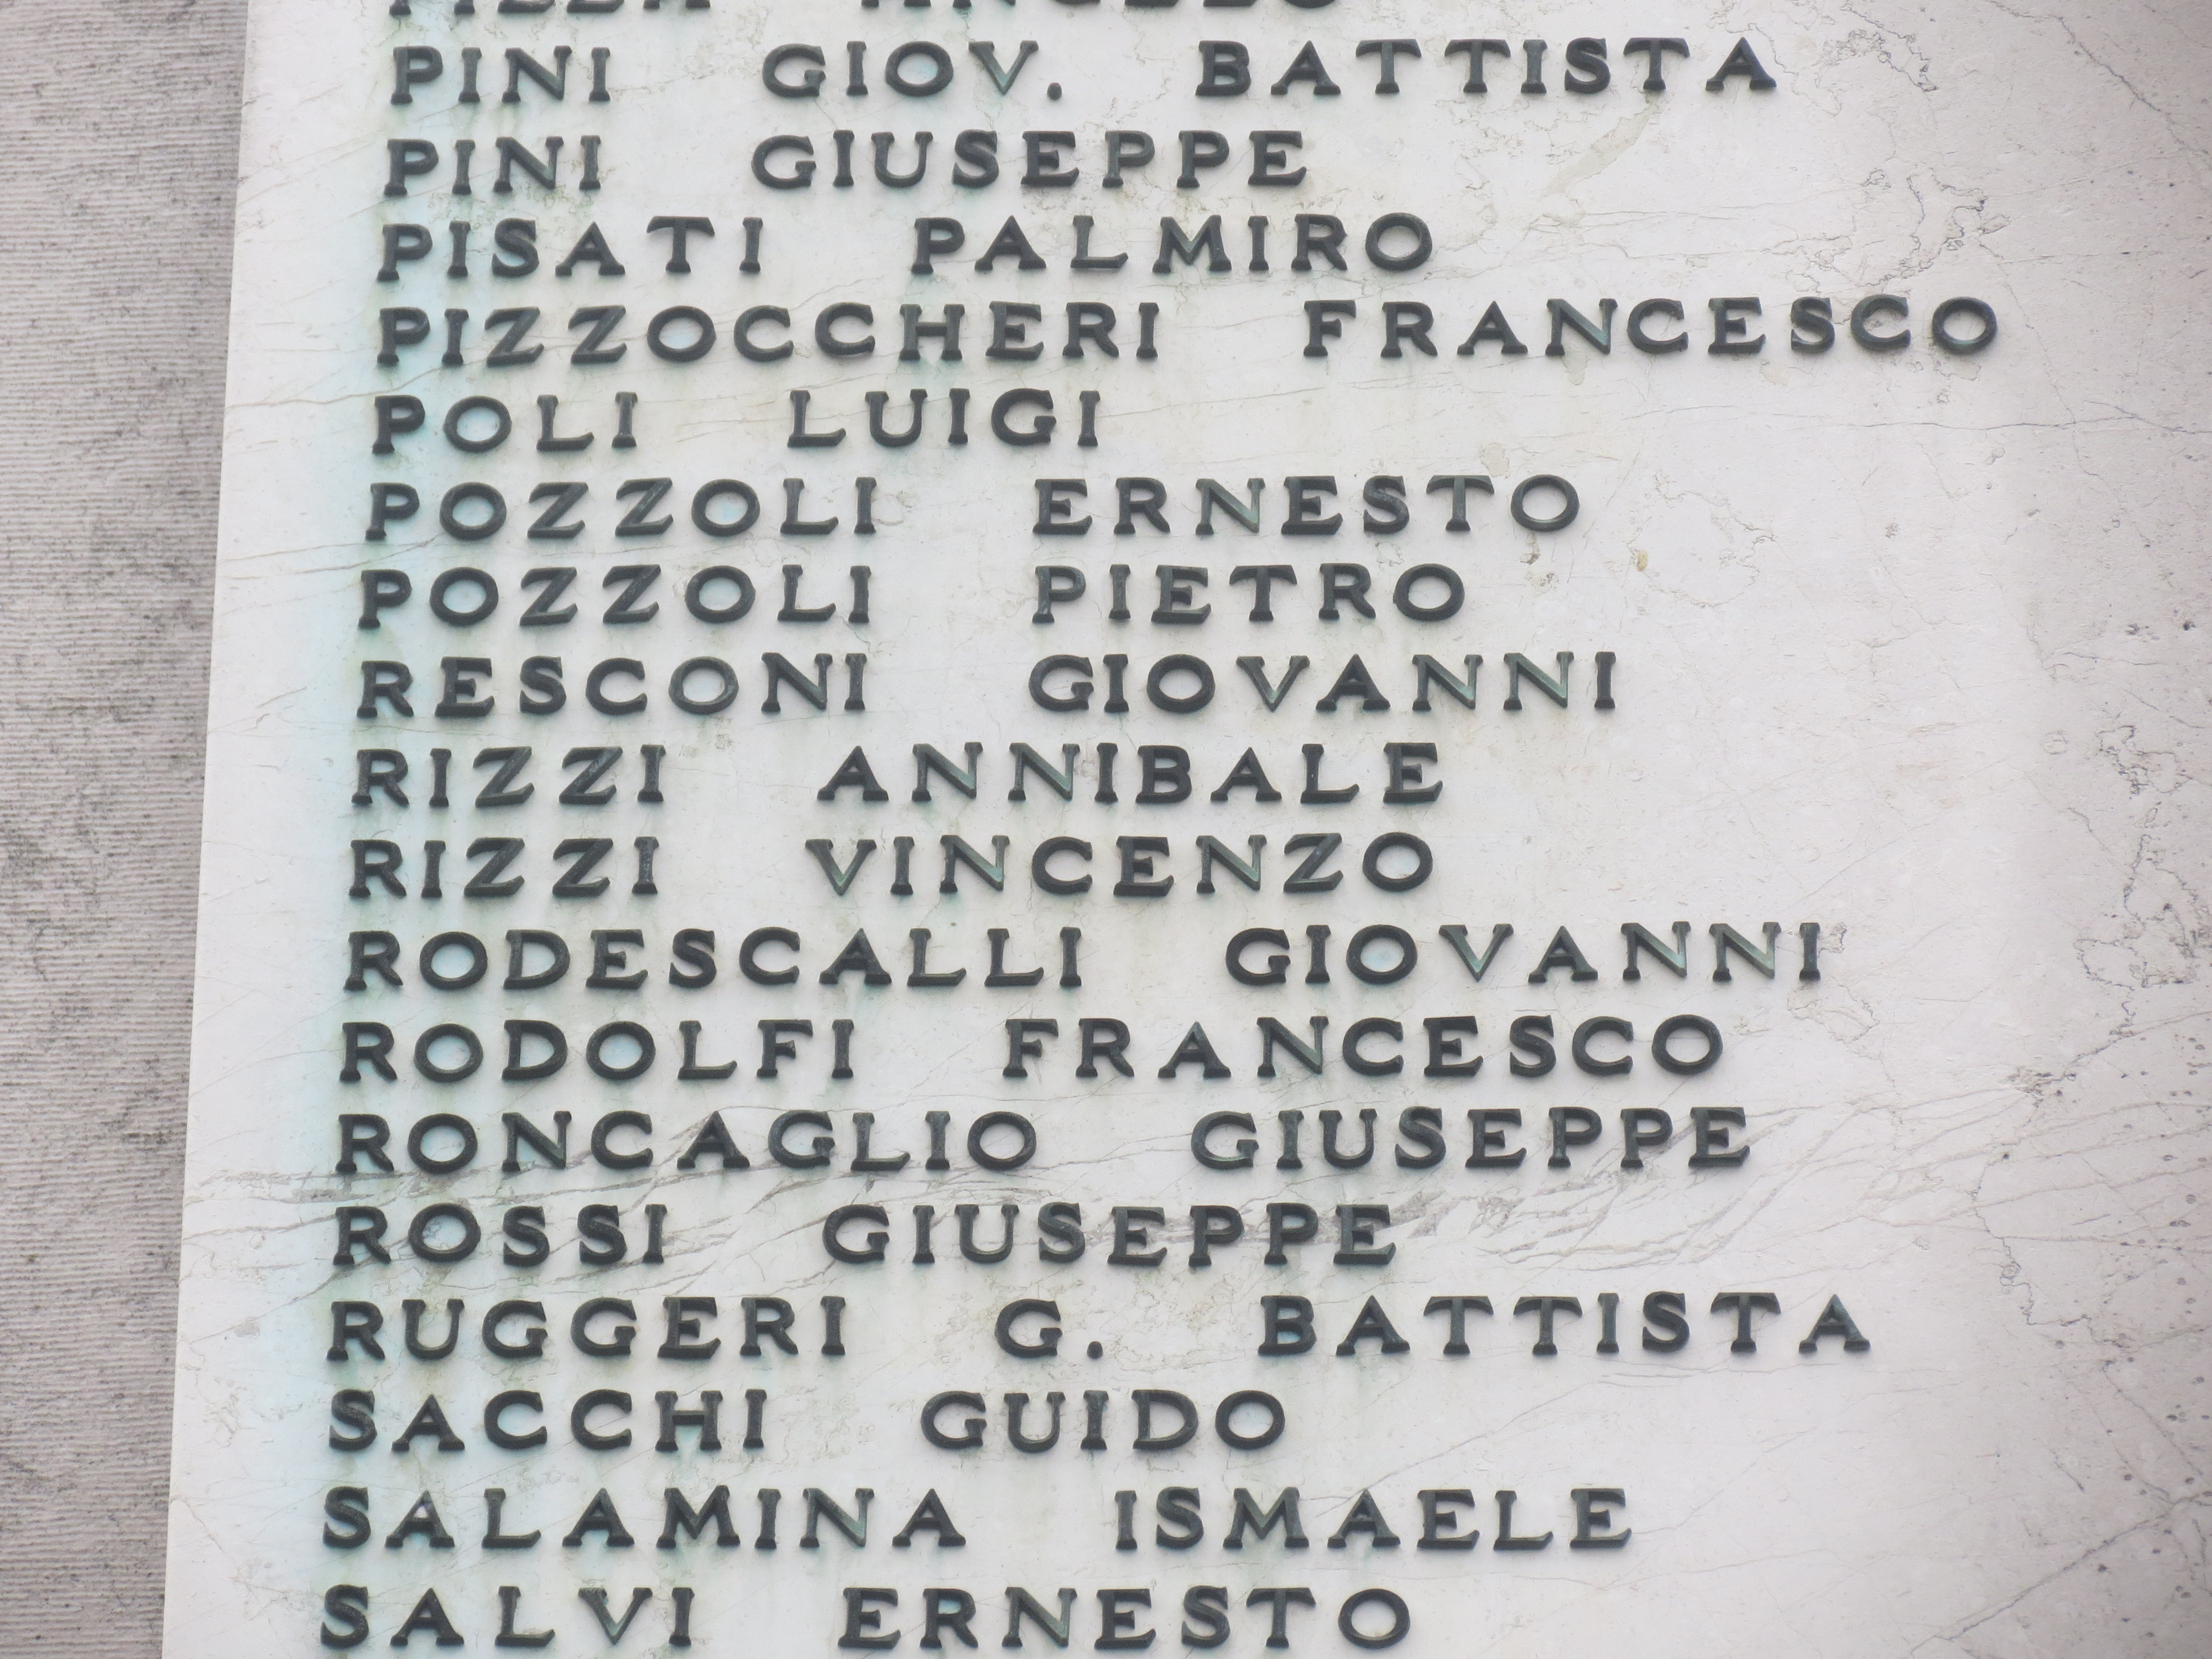 ANGELO
PINI GIOV. BATTISTA
PINI GIUSEPPE
PISATI PALMIRO
PIZZOCCHERI FRANCESCO
POLI LUIGI
POZZOLI ERNESTO
POZZOLI PIETRO
RESCONI GIOVANNI
RIZZI ANNIBALE
RIZZI VINCENZO
RODESCALLI GIOVANNI
RODOLFI FRANCESCO
RONCAGLIO GIUSEPPE
ROSSI GIUSEPPE
RUGGERI G. BATTISTA
SACCHI GUIDO
SALAMINA ISMAELE
SALVI ERNESTO